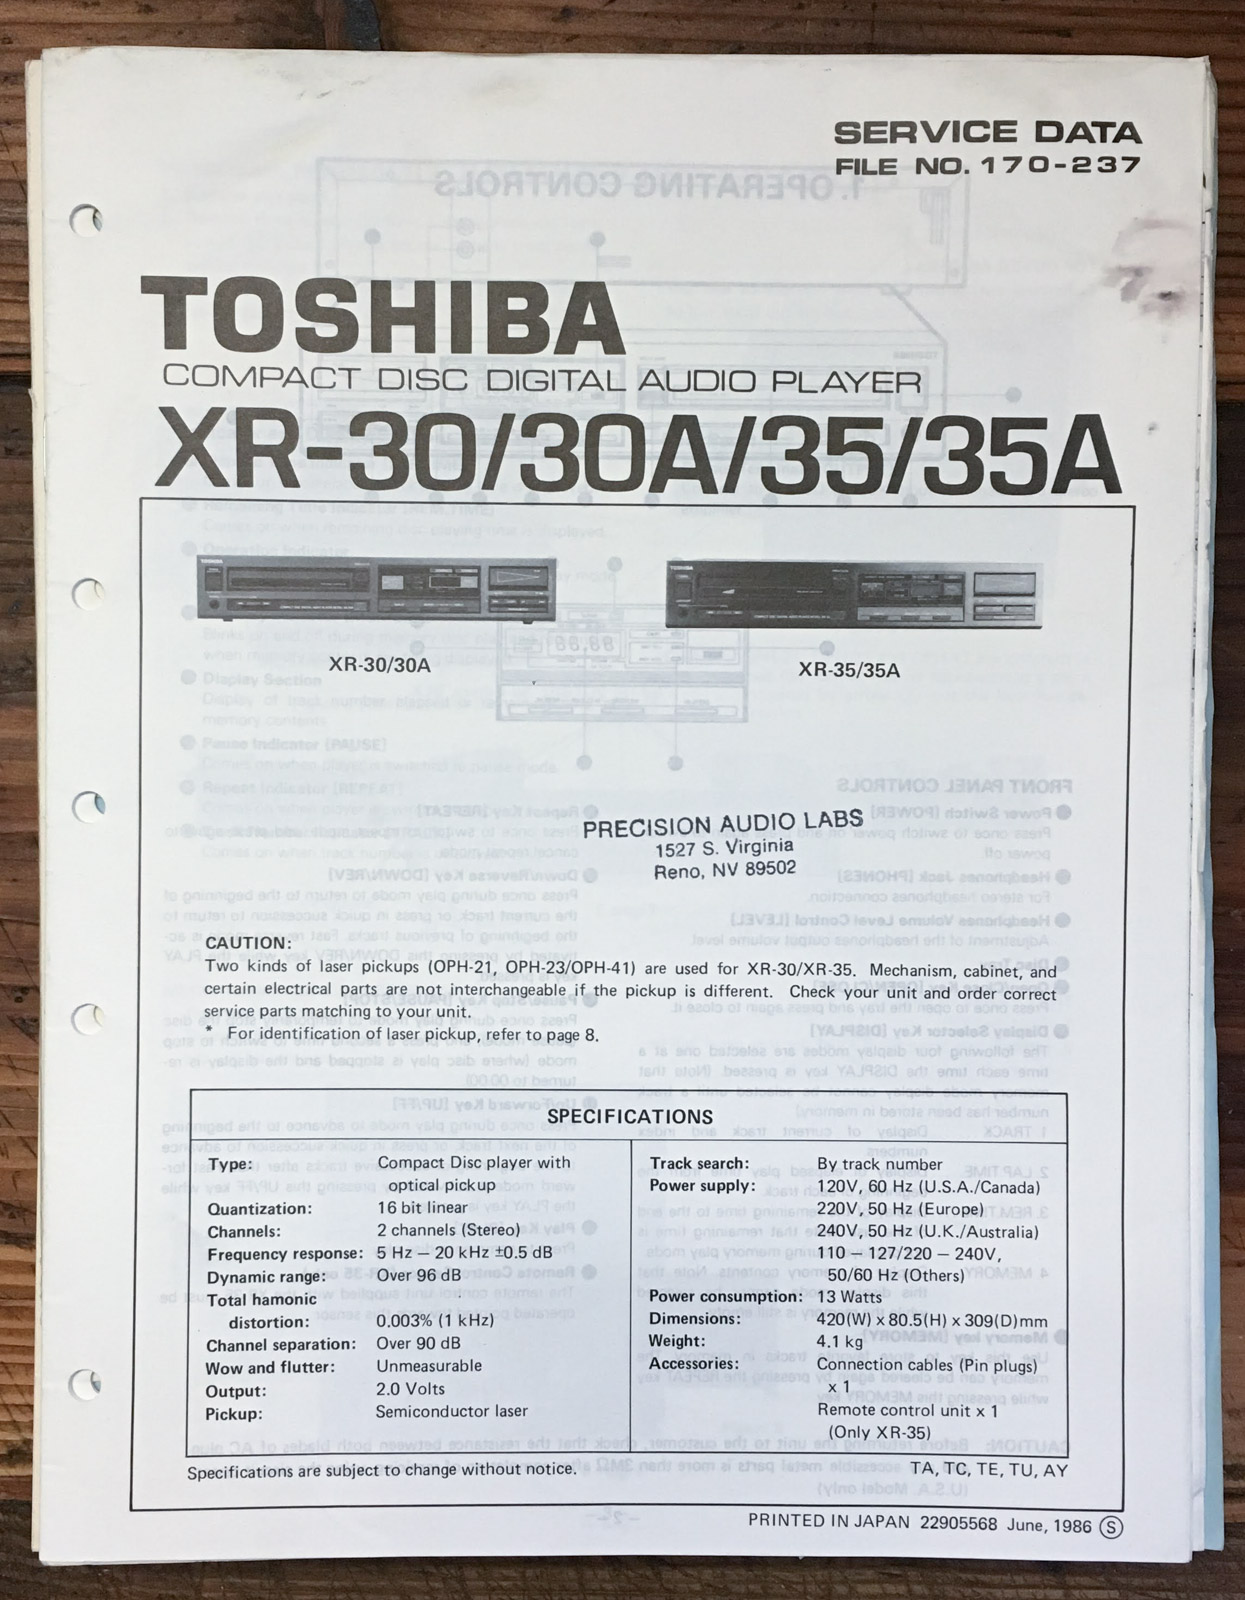 SERVICE DATA
FILE NO. 170-237
TOSHIBA
COMPACT DISC DIGITAL AUDIO PLAYER
XR-30/30A/35/35A
TOSHIBA
TOSHIBA
XR-30/30A
XR-35/35A
PRECISION AUDIO LABS
1527 S. Virginia
Reno, NV 89502
CAUTION:
Two kinds of laser pickups (OPH-21, OPH-23/OPH-41) are used for XR-30/XR-35. Mechanism, cabinet, and
certain electrical parts are not interchangeable if the pickup is different. Check your unit and order correct
service parts matching to your unit.
* For identification of laser pickup, refer to page 8.
SPECIFICATIONS
Type: Compact Disc player with
optical pickup
Quantization: 16 bit linear
Channels: 2 channels (Stereo)
Frequency response: 5 Hz – 20 kHz ±0.5 dB
Dynamic range: Over 96 dB
Total hamonic
distortion: 0.003% (1 kHz)
Channel separation: Over 90 dB
Wow and flutter: Unmeasurable
Output: 2.0 Volts
Pickup: Semiconductor laser
Track search: By track number
Power supply: 120V, 60 Hz (U.S.A./Canada)
220V, 50 Hz (Europe)
240V, 50 Hz (U.K./Australia)
110 – 127/220 – 240V,
50/60 Hz (Others)
Power consumption: 13 Watts
Dimensions: 420(W) x 80.5(H) x 309(D)mm
Weight: 4.1 kg
Accessories: Connection cables (Pin plugs)
x 1
Remote control unit x 1
(Only XR-35)
Specifications are subject to change without notice.
TA, TC, TE, TU, AY
PRINTED IN JAPAN 22905568 June, 1986 Ⓢ